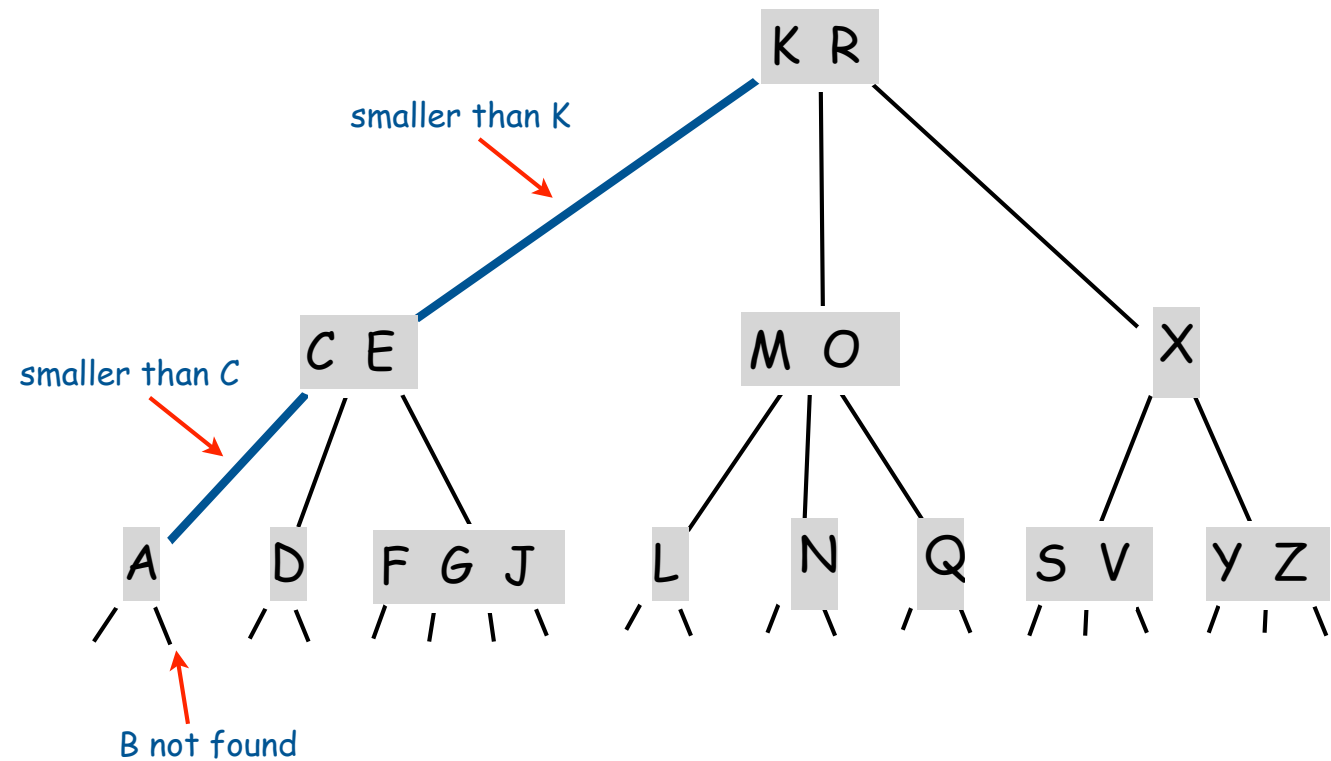 K R
smaller than K
C E
M O
X
smaller than C
A
D
F G J
L
N
Q
S V
Y Z
B not found